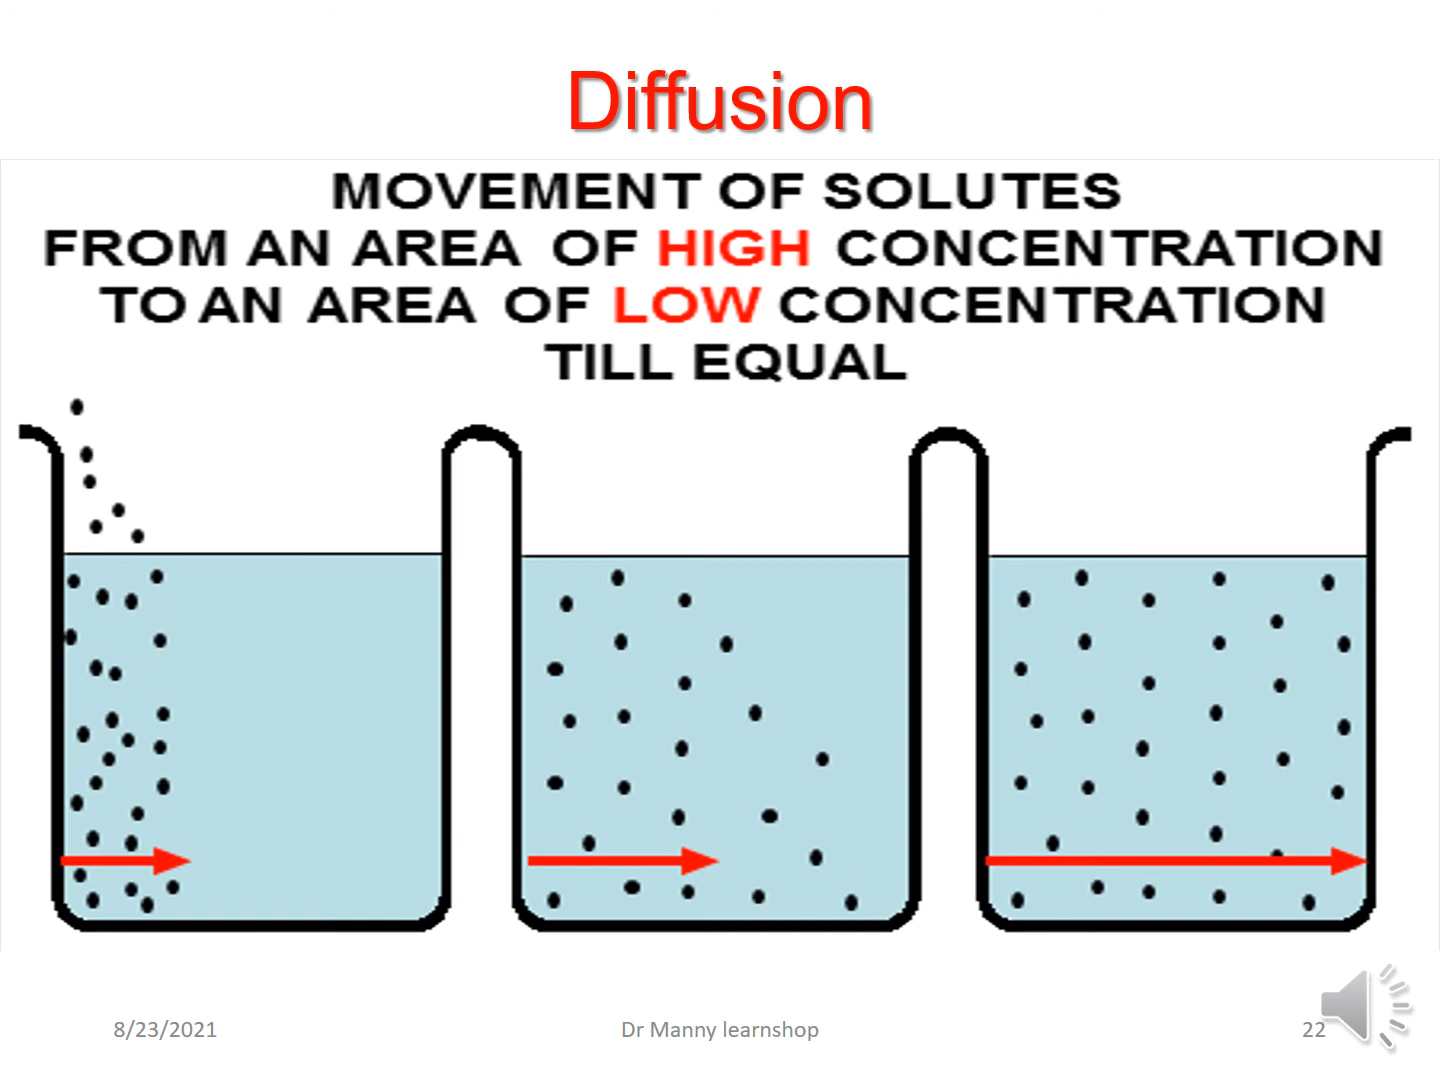 Diffusion
MOVEMENT OF SOLUTES
FROM AN AREA OF HIGH CONCENTRATION
TO AN AREA OF LOW CONCENTRATION
TILL EQUAL
8/23/2021
Dr Manny learnshop
22